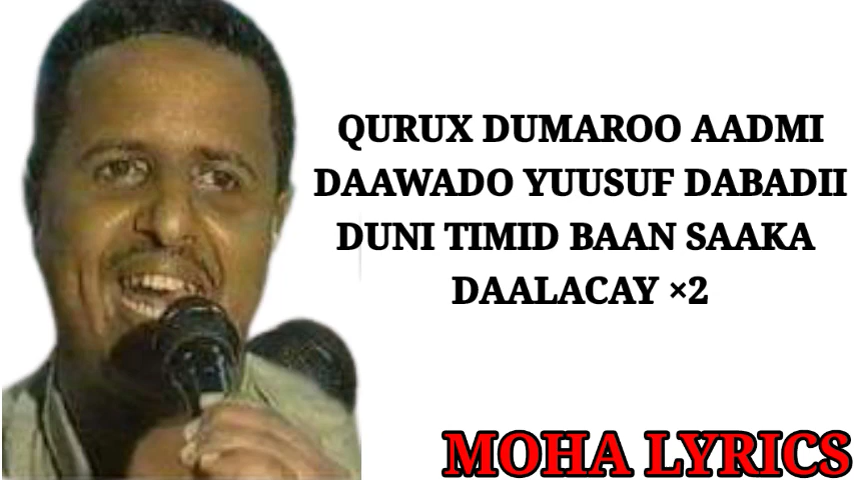 QURUX DUMAROO AADMI
DAAWADO YUUSUF DABADII
DUNI TIMID BAAN SAAKA
DAALACAY ×2
MOHA LYRICS